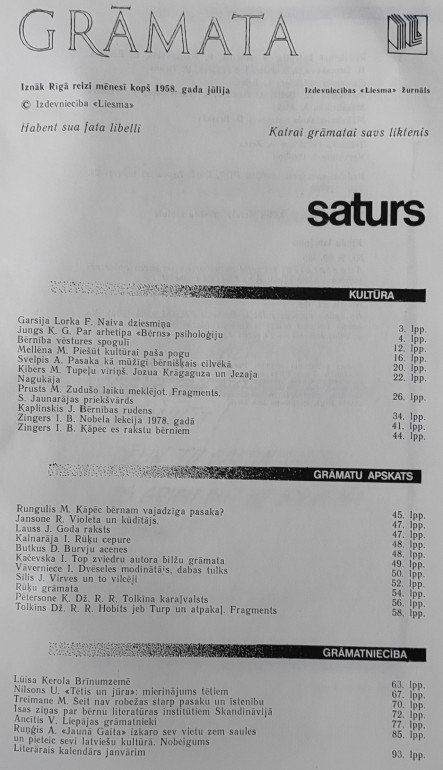 GRĀMATA
Iznāk Rīgā reizi mēnesī kopš 1958. gada jūlija
Izdevniecības «Liesma» žurnāls
© Izdevniecība «Liesma»
Habent sua fata libelli
Katrai grāmatai savs liktenis
saturs
KULTŪRA
Garsija Lorka F. Naiva dziesmiņa 3. lpp.
Jungs K. G. Par arhetipa «Bērns» psiholoģiju 4. lpp.
Bērnība vēstures spogulī 12. lpp.
Mellēna M. Piešūt kultūrai paša pogu 16. lpp.
Svelpis A. Pasaka kā mūžīgi bērnišķais cilvēkā 20. lpp.
Kibers M. Tupeļu vīriņš. Jozua Krāgaguza un Jezaja 22. lpp.
Nagukāja
Prusts M. Zudušo laiku meklējot. Fragments. 26. lpp.
S. Jaunarājas priekšvārds
Kaplinskis J. Bērnības rudens 34. lpp.
Zingers I. B. Nobela lekcija 1978. gadā 41. lpp.
Zingers I. B. Kāpēc es rakstu bērniem 44. lpp.
GRĀMATU APSKATS
Rungulis M. Kāpēc bērnam vajadzīga pasaka? 45. lpp.
Jansone R. Violeta un kūdītājs. 47. lpp.
Lauss J. Goda raksts 47. lpp.
Kalnarāja I. Rūķu cepure 48. lpp.
Butkus D. Burvju acenes 48. lpp.
Kačevska I. Top zviedru autora bilžu grāmata 49. lpp.
Vāverniece I. Dvēseles modinātājs, dabas tulks 50. lpp.
Silis J. Virves un to vilcēji 52. lpp.
Rūķu grāmata 54. lpp.
Pētersone K. Dž. R. R. Tolkīna karaļvalsts 56. lpp.
Tolkīns Dž. R. R. Hobits jeb Turp un atpakaļ. Fragments 58. lpp.
GRĀMATNIECĪBA
Lūisa Kerola Brīnumzemē 63. lpp.
Nilsons U. «Tētis un jūra»: mierinājums tētiem 67. lpp.
Treimane M. Šeit nav robežas starp pasaku un īstenību 70. lpp.
Īsas ziņas par bērnu literatūras institūtiem Skandināvijā 72. lpp.
Ancītis V. Liepājas grāmatnieki 77. lpp.
Ruņģis A. «Jaunā Gaita» izkaro sev vietu zem saules 85. lpp.
un pieteic sevi latviešu kultūrā. Nobeigums
Literārais kalendārs janvārim 93. lpp.